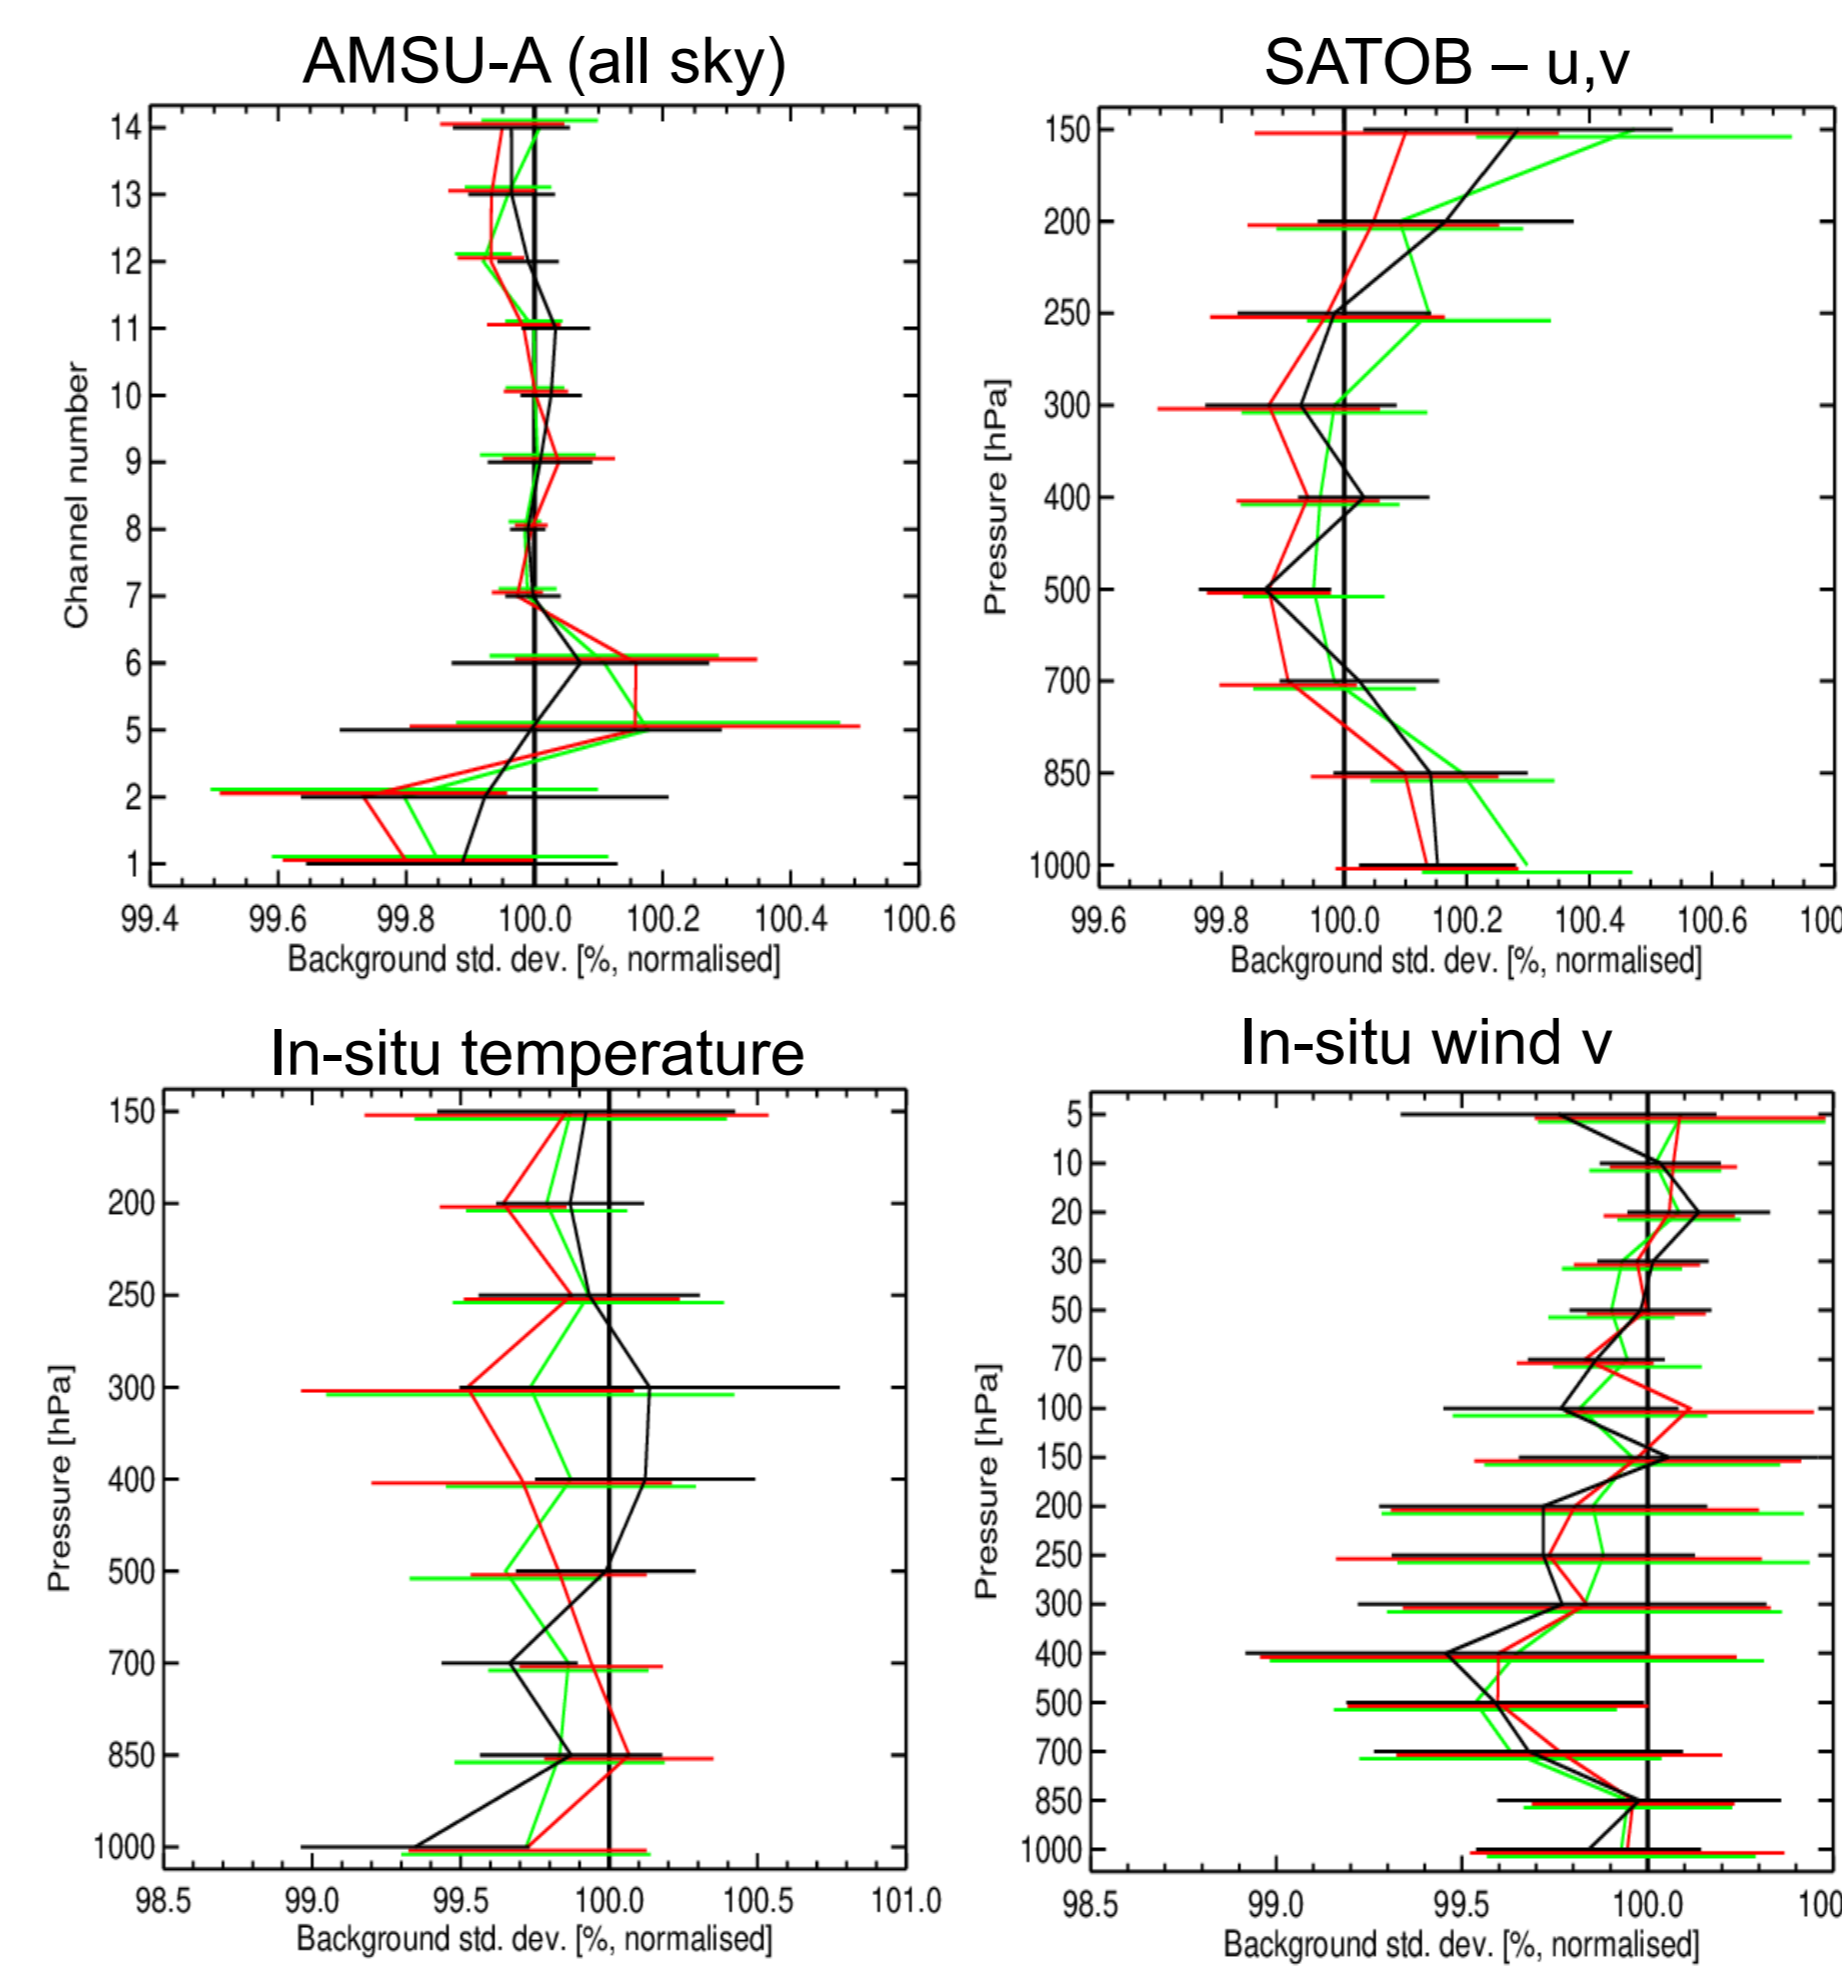 AMSU-A (all sky)
14
13
12
11
10
9
8
7
6
5
2
1
Channel number
99.4 99.6 99.8 100.0 100.2 100.4 100.6
Background std. dev. [%, normalised]
SATOB – u,v
150
200
250
300
400
500
700
850
1000
Pressure [hPa]
99.6 99.8 100.0 100.2 100.4 100.6 100
Background std. dev. [%, normalised]
In-situ temperature
150
200
250
300
400
500
700
850
1000
Pressure [hPa]
98.5 99.0 99.5 100.0 100.5 101.0
Background std. dev. [%, normalised]
In-situ wind v
5
10
20
30
50
70
100
150
200
250
300
400
500
700
850
1000
Pressure [hPa]
98.5 99.0 99.5 100.0 100
Background std. dev. [%, normalised]